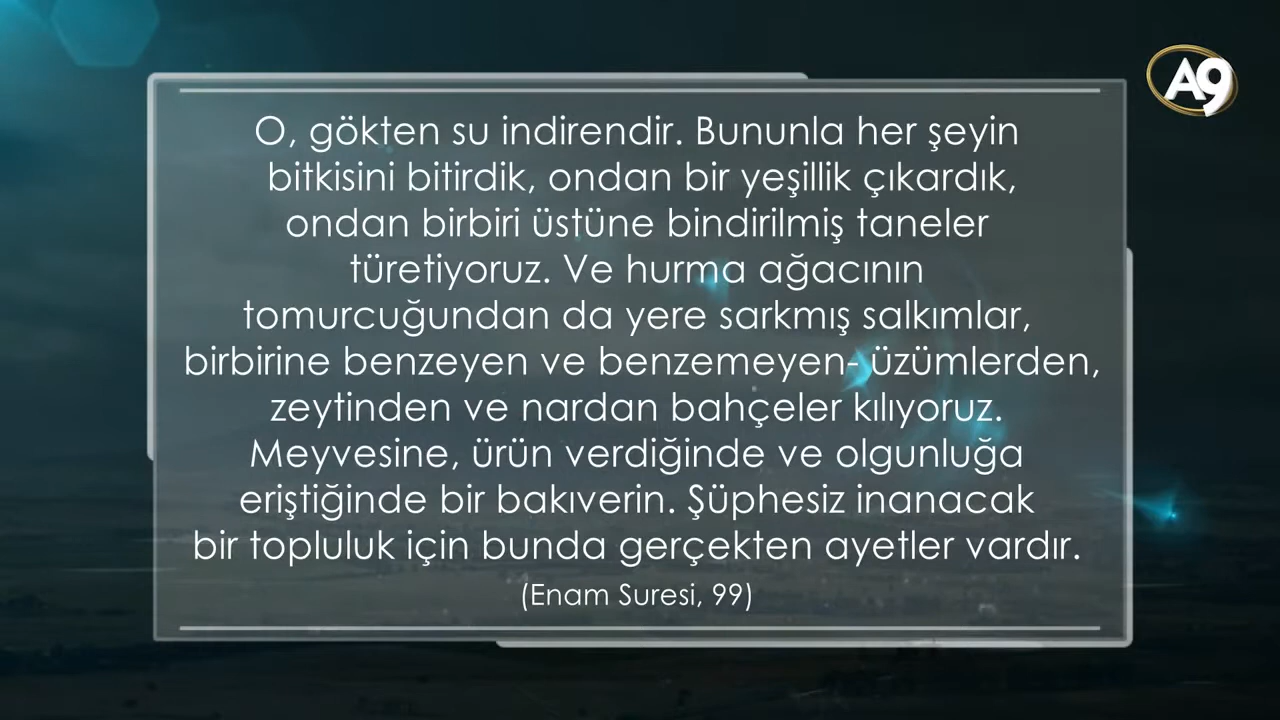 A9
O, gökten su indirendir. Bununla her şeyin
bitkisini bitirdik, ondan bir yeşillik çıkardık,
ondan birbiri üstüne bindirilmiş taneler
türetiyoruz. Ve hurma ağacının
tomurcuğundan da yere sarkmış salkımlar,
birbirine benzeyen ve benzemeyen- üzümlerden,
zeytinden ve nardan bahçeler kılıyoruz.
Meyvesine, ürün verdiğinde ve olgunluğa
eriştiğinde bir bakıverin. Şüphesiz inanacak
bir topluluk için bunda gerçekten ayetler vardır.
(Enam Suresi, 99)